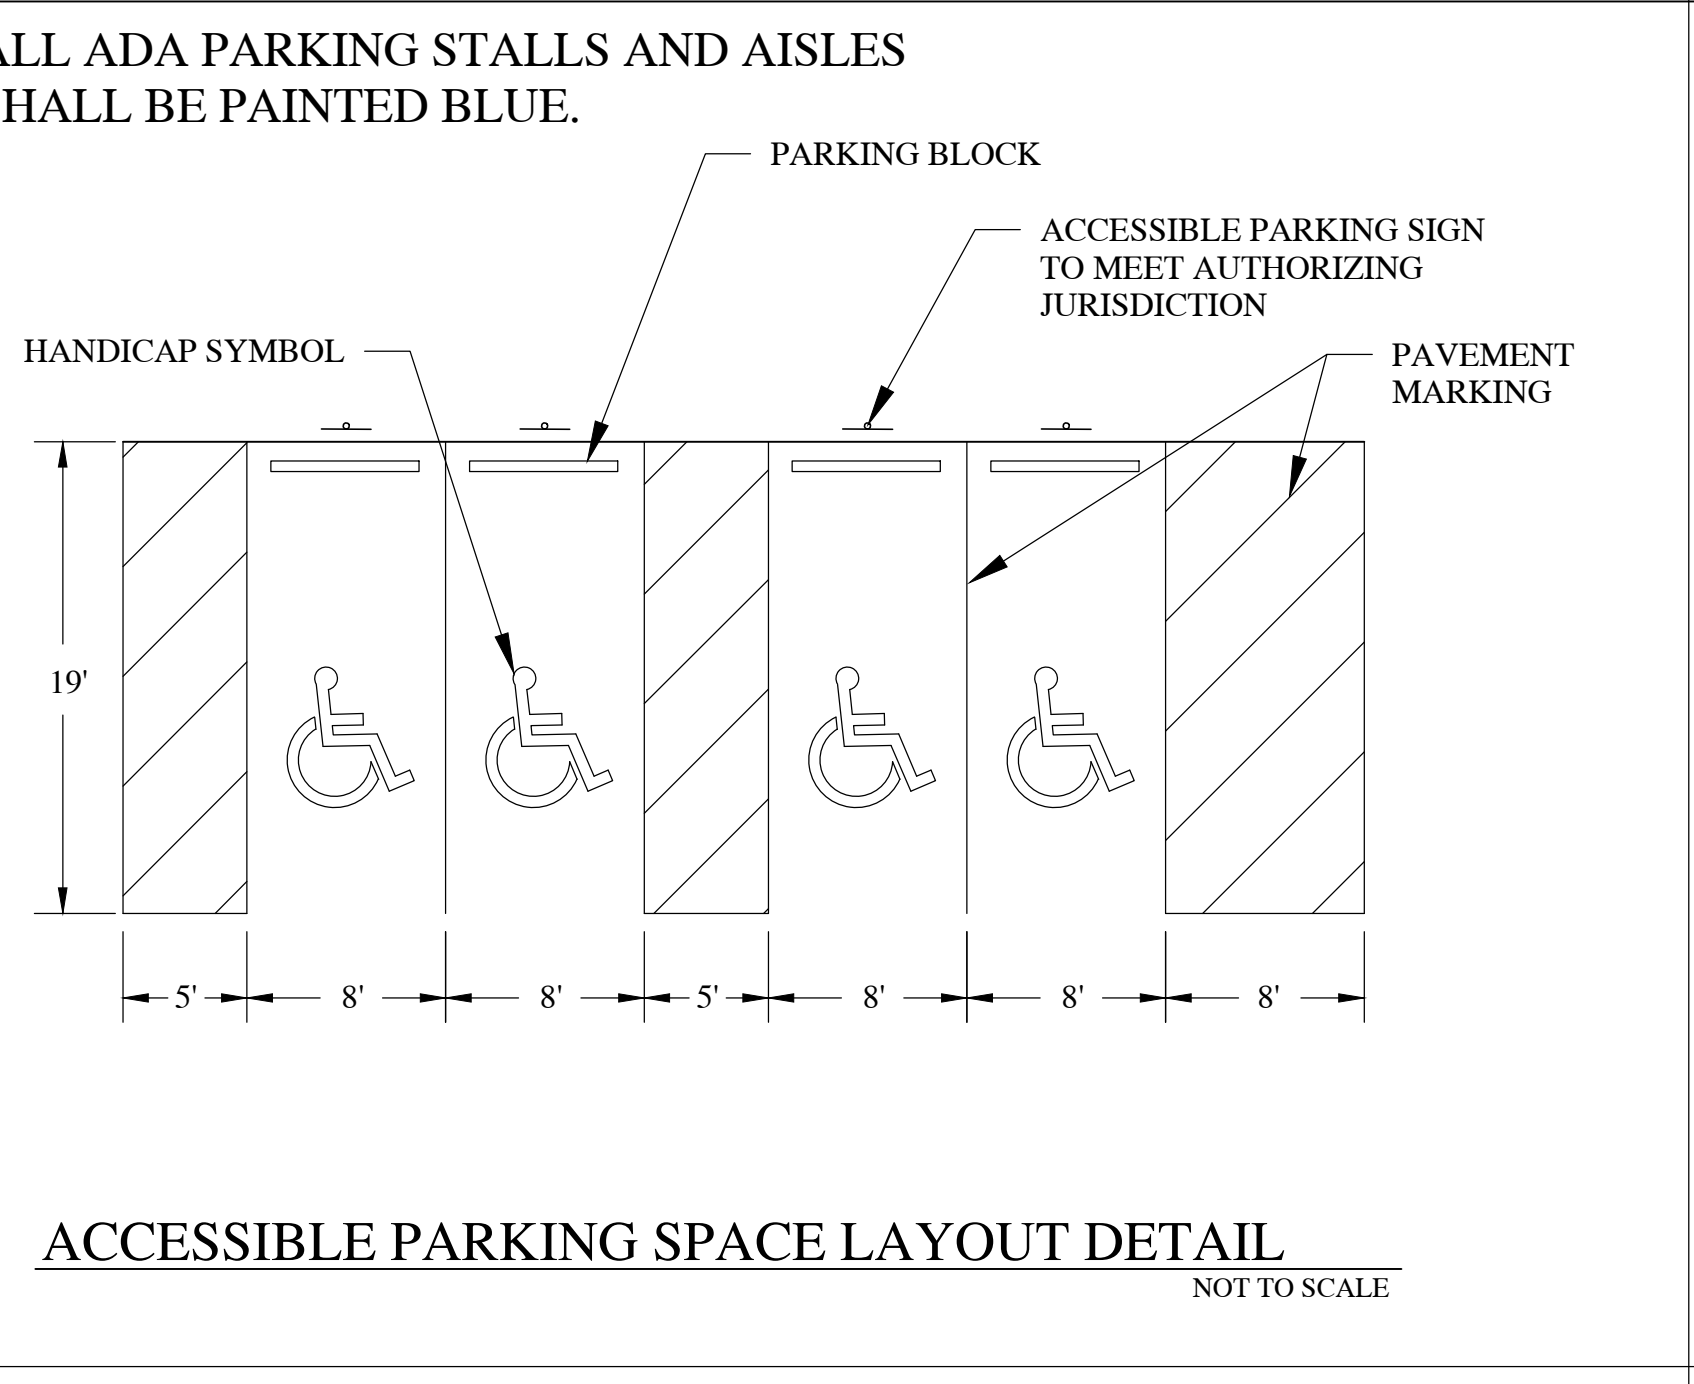 ALL ADA PARKING STALLS AND AISLES
HALL BE PAINTED BLUE.
PARKING BLOCK
ACCESSIBLE PARKING SIGN
TO MEET AUTHORIZING
JURISDICTION
HANDICAP SYMBOL
PAVEMENT
MARKING
19'
5' 8' 8' 5' 8' 8' 8'
ACCESSIBLE PARKING SPACE LAYOUT DETAIL
NOT TO SCALE